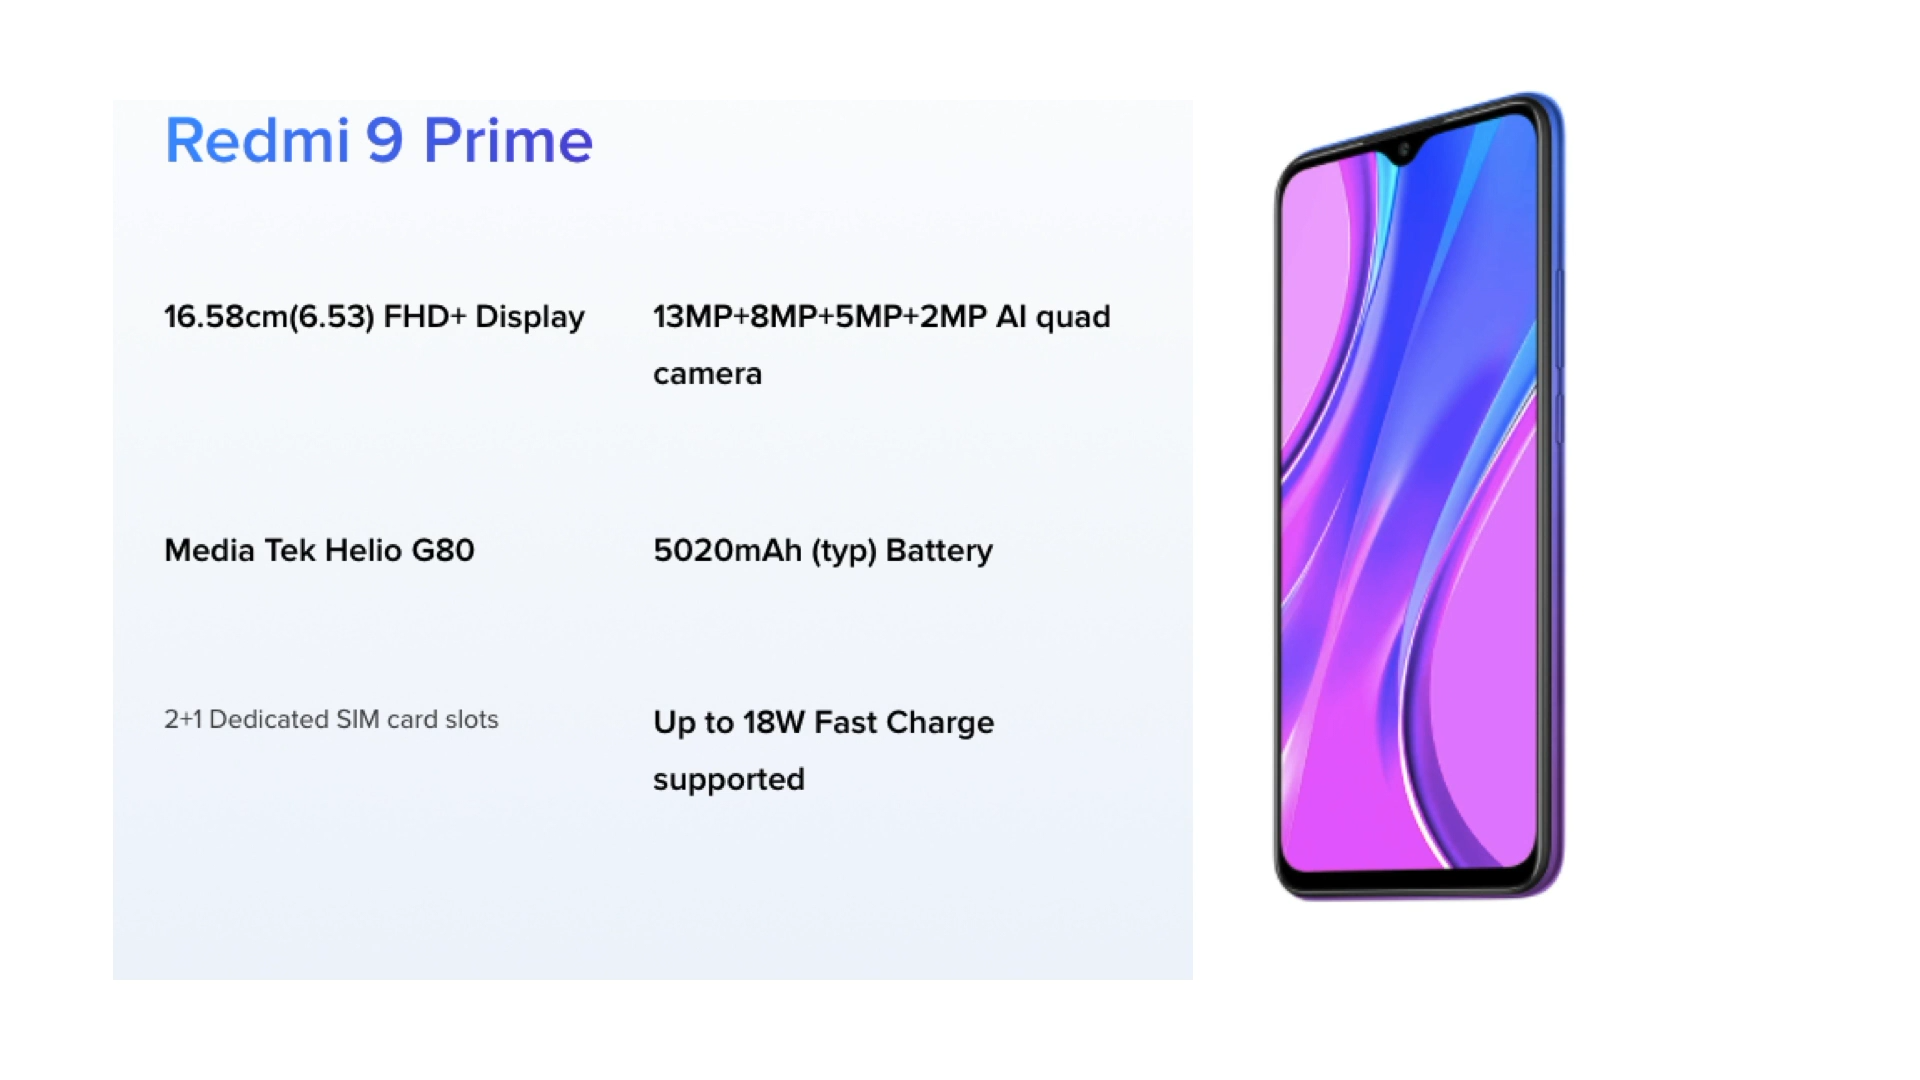 Redmi 9 Prime
16.58cm(6.53) FHD+ Display
13MP+8MP+5MP+2MP AI quad
camera
Media Tek Helio G80
5020mAh (typ) Battery
2+1 Dedicated SIM card slots
Up to 18W Fast Charge
supported